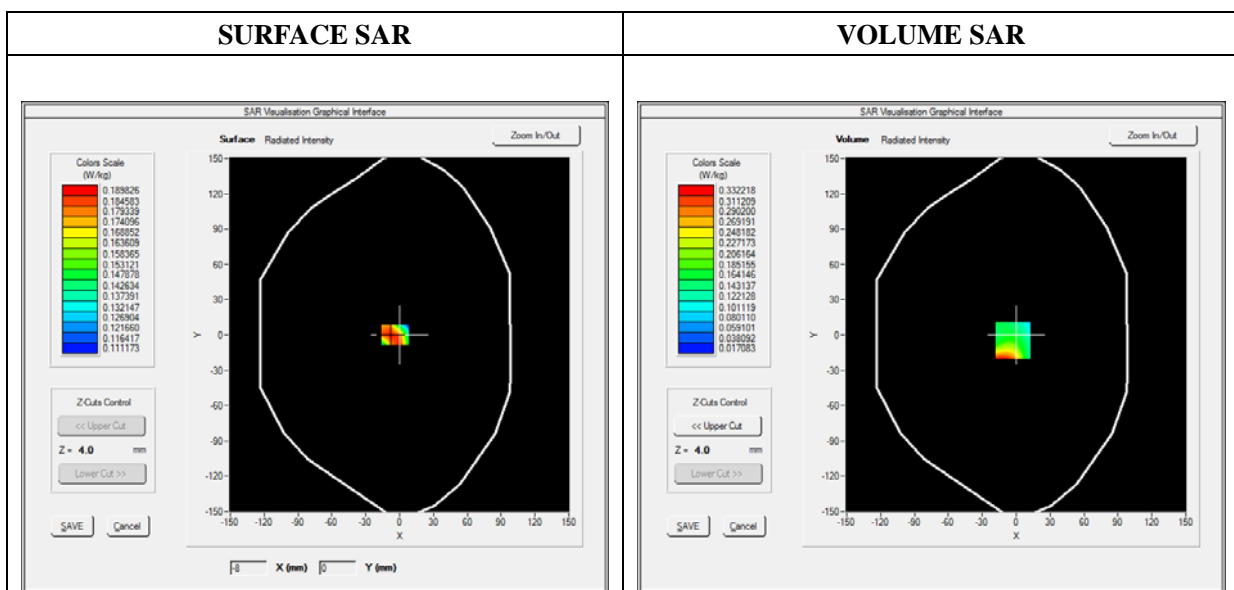 SURFACE SAR
VOLUME SAR
SAR Visualisation Graphical Interface
Surface Radiated Intensity
Zoom In/Out
Colors Scale
(W/kg)
0.189826
0.184583
0.179339
0.174096
0.168852
0.163609
0.158365
0.153121
0.147878
0.142634
0.137391
0.132147
0.126904
0.121660
0.116417
0.111173
Z-Cuts Control
<< Upper Cut
Z = 4.0 mm
Lower Cut >>
SAVE Cancel
150
120
90
60
30
0
-30
-60
-90
-120
-150
Y
-150 -120 -90 -60 -30 0 30 60 90 120 150
X
-8 X (mm) 0 Y (mm)
SAR Visualisation Graphical Interface
Volume Radiated Intensity
Zoom In/Out
Colors Scale
(W/kg)
0.332218
0.311209
0.290200
0.269191
0.248182
0.227173
0.206164
0.185155
0.164146
0.143137
0.122128
0.101119
0.080110
0.059101
0.038092
0.017083
Z-Cuts Control
<< Upper Cut
Z = 4.0 mm
Lower Cut >>
SAVE Cancel
150
120
90
60
30
0
-30
-60
-90
-120
-150
Y
-150 -120 -90 -60 -30 0 30 60 90 120 150
X